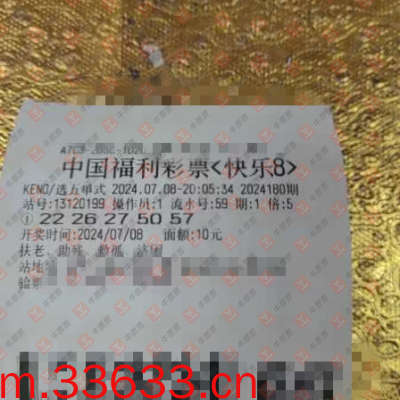 中国福利彩票<快乐8>
KENO/选五单式 2024.07.08-20:05:34 2024180期
站号:13120199 操作员:1 流水号:59 期:1 倍:5
① 22 26 27 50 57
开奖时间:2024/07/08 面额:10元
扶老、助残、救孤、济困
站地
验票
m.33633.cn